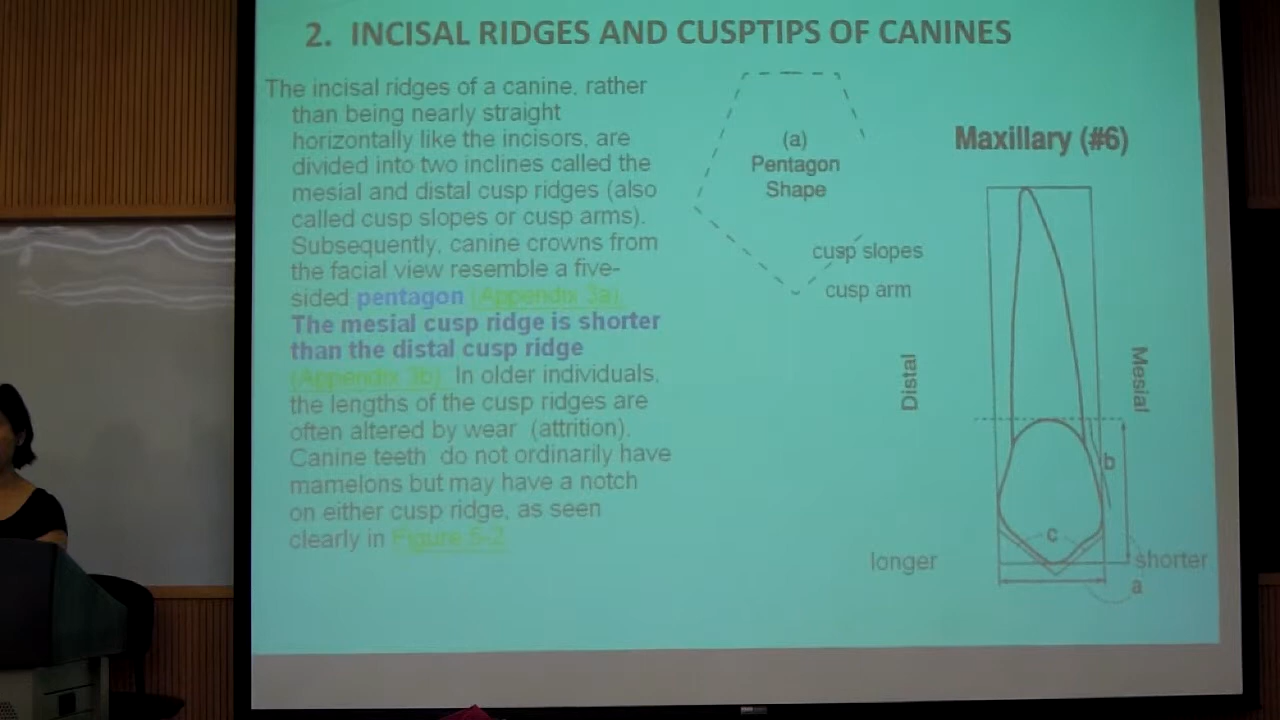 2. INCISAL RIDGES AND CUSPTIPS OF CANINES
The incisal ridges of a canine, rather
than being nearly straight
horizontally like the incisors, are
divided into two inclines called the
mesial and distal cusp ridges (also
called cusp slopes or cusp arms).
Subsequently, canine crowns from
the facial view resemble a five-
sided pentagon (Appendix 3a).
The mesial cusp ridge is shorter
than the distal cusp ridge
(Appendix 3b). In older individuals,
the lengths of the cusp ridges are
often altered by wear (attrition).
Canine teeth do not ordinarily have
mamelons but may have a notch
on either cusp ridge, as seen
clearly in Figure 5-2
(a)
Pentagon
Shape
cusp slopes
cusp arm
Maxillary (#6)
Distal
Mesial
b
c
longer
shorter
a